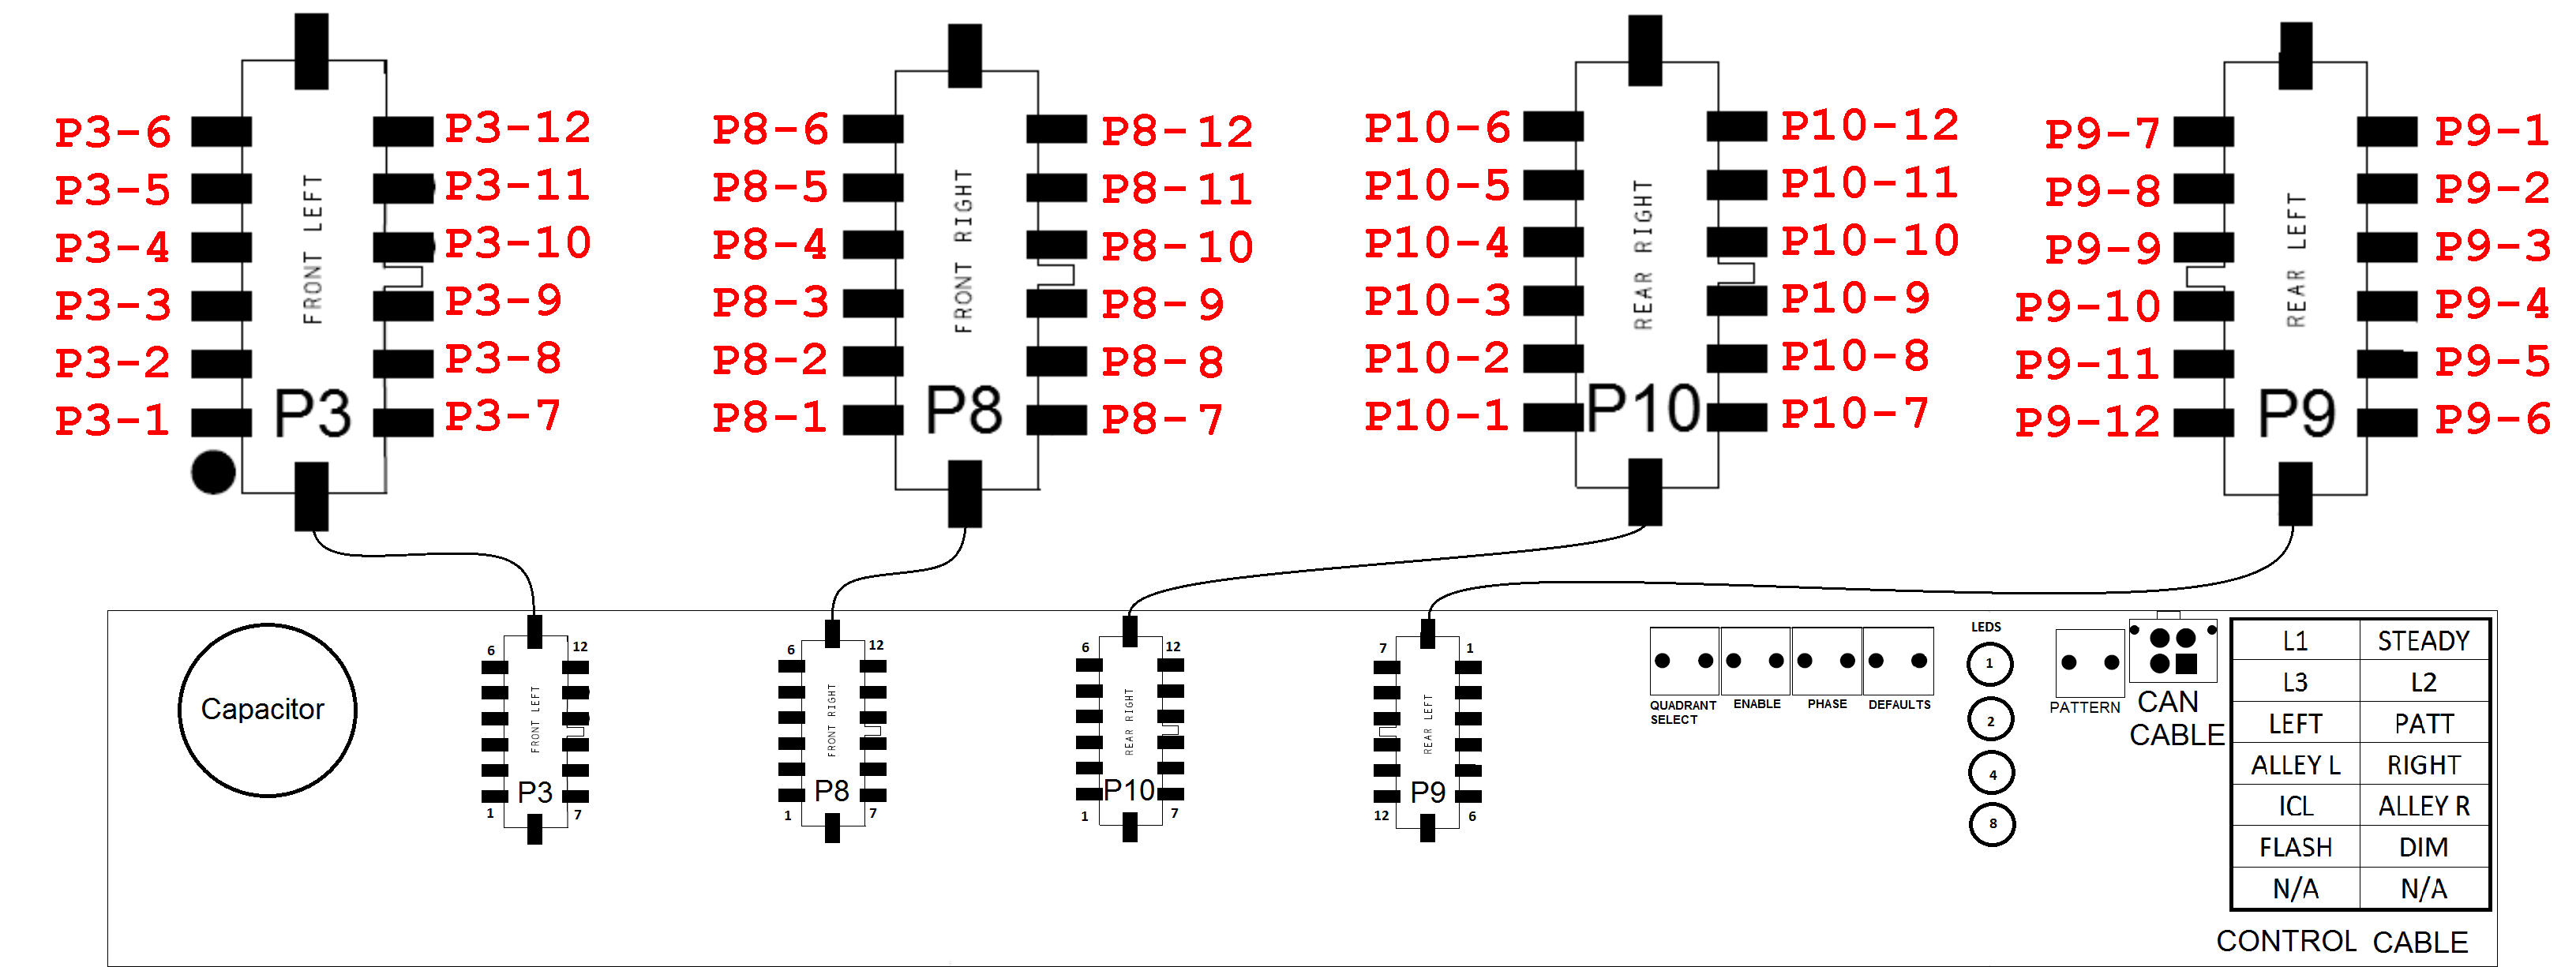 P3-6 P3-12
P3-5 P3-11
P3-4 P3-10
P3-3 P3-9
P3-2 P3-8
P3-1 P3-7
FRONT LEFT
P3
P8-6 P8-12
P8-5 P8-11
P8-4 P8-10
P8-3 P8-9
P8-2 P8-8
P8-1 P8-7
FRONT RIGHT
P8
P10-6 P10-12
P10-5 P10-11
P10-4 P10-10
P10-3 P10-9
P10-2 P10-8
P10-1 P10-7
REAR RIGHT
P10
P9-7 P9-1
P9-8 P9-2
P9-9 P9-3
P9-10 P9-4
P9-11 P9-5
P9-12 P9-6
REAR LEFT
P9
Capacitor
6 12
FRONT LEFT
P3
1 7
6 12
FRONT RIGHT
P8
1 7
6 12
REAR RIGHT
P10
1 7
7 1
REAR LEFT
P9
12 6
QUADRANT
SELECT
ENABLE
PHASE
DEFAULTS
LEDS
1
2
4
8
PATTERN
CAN
CABLE
L1 STEADY
L3 L2
LEFT PATT
ALLEY L RIGHT
ICL ALLEY R
FLASH DIM
N/A N/A
CONTROL CABLE